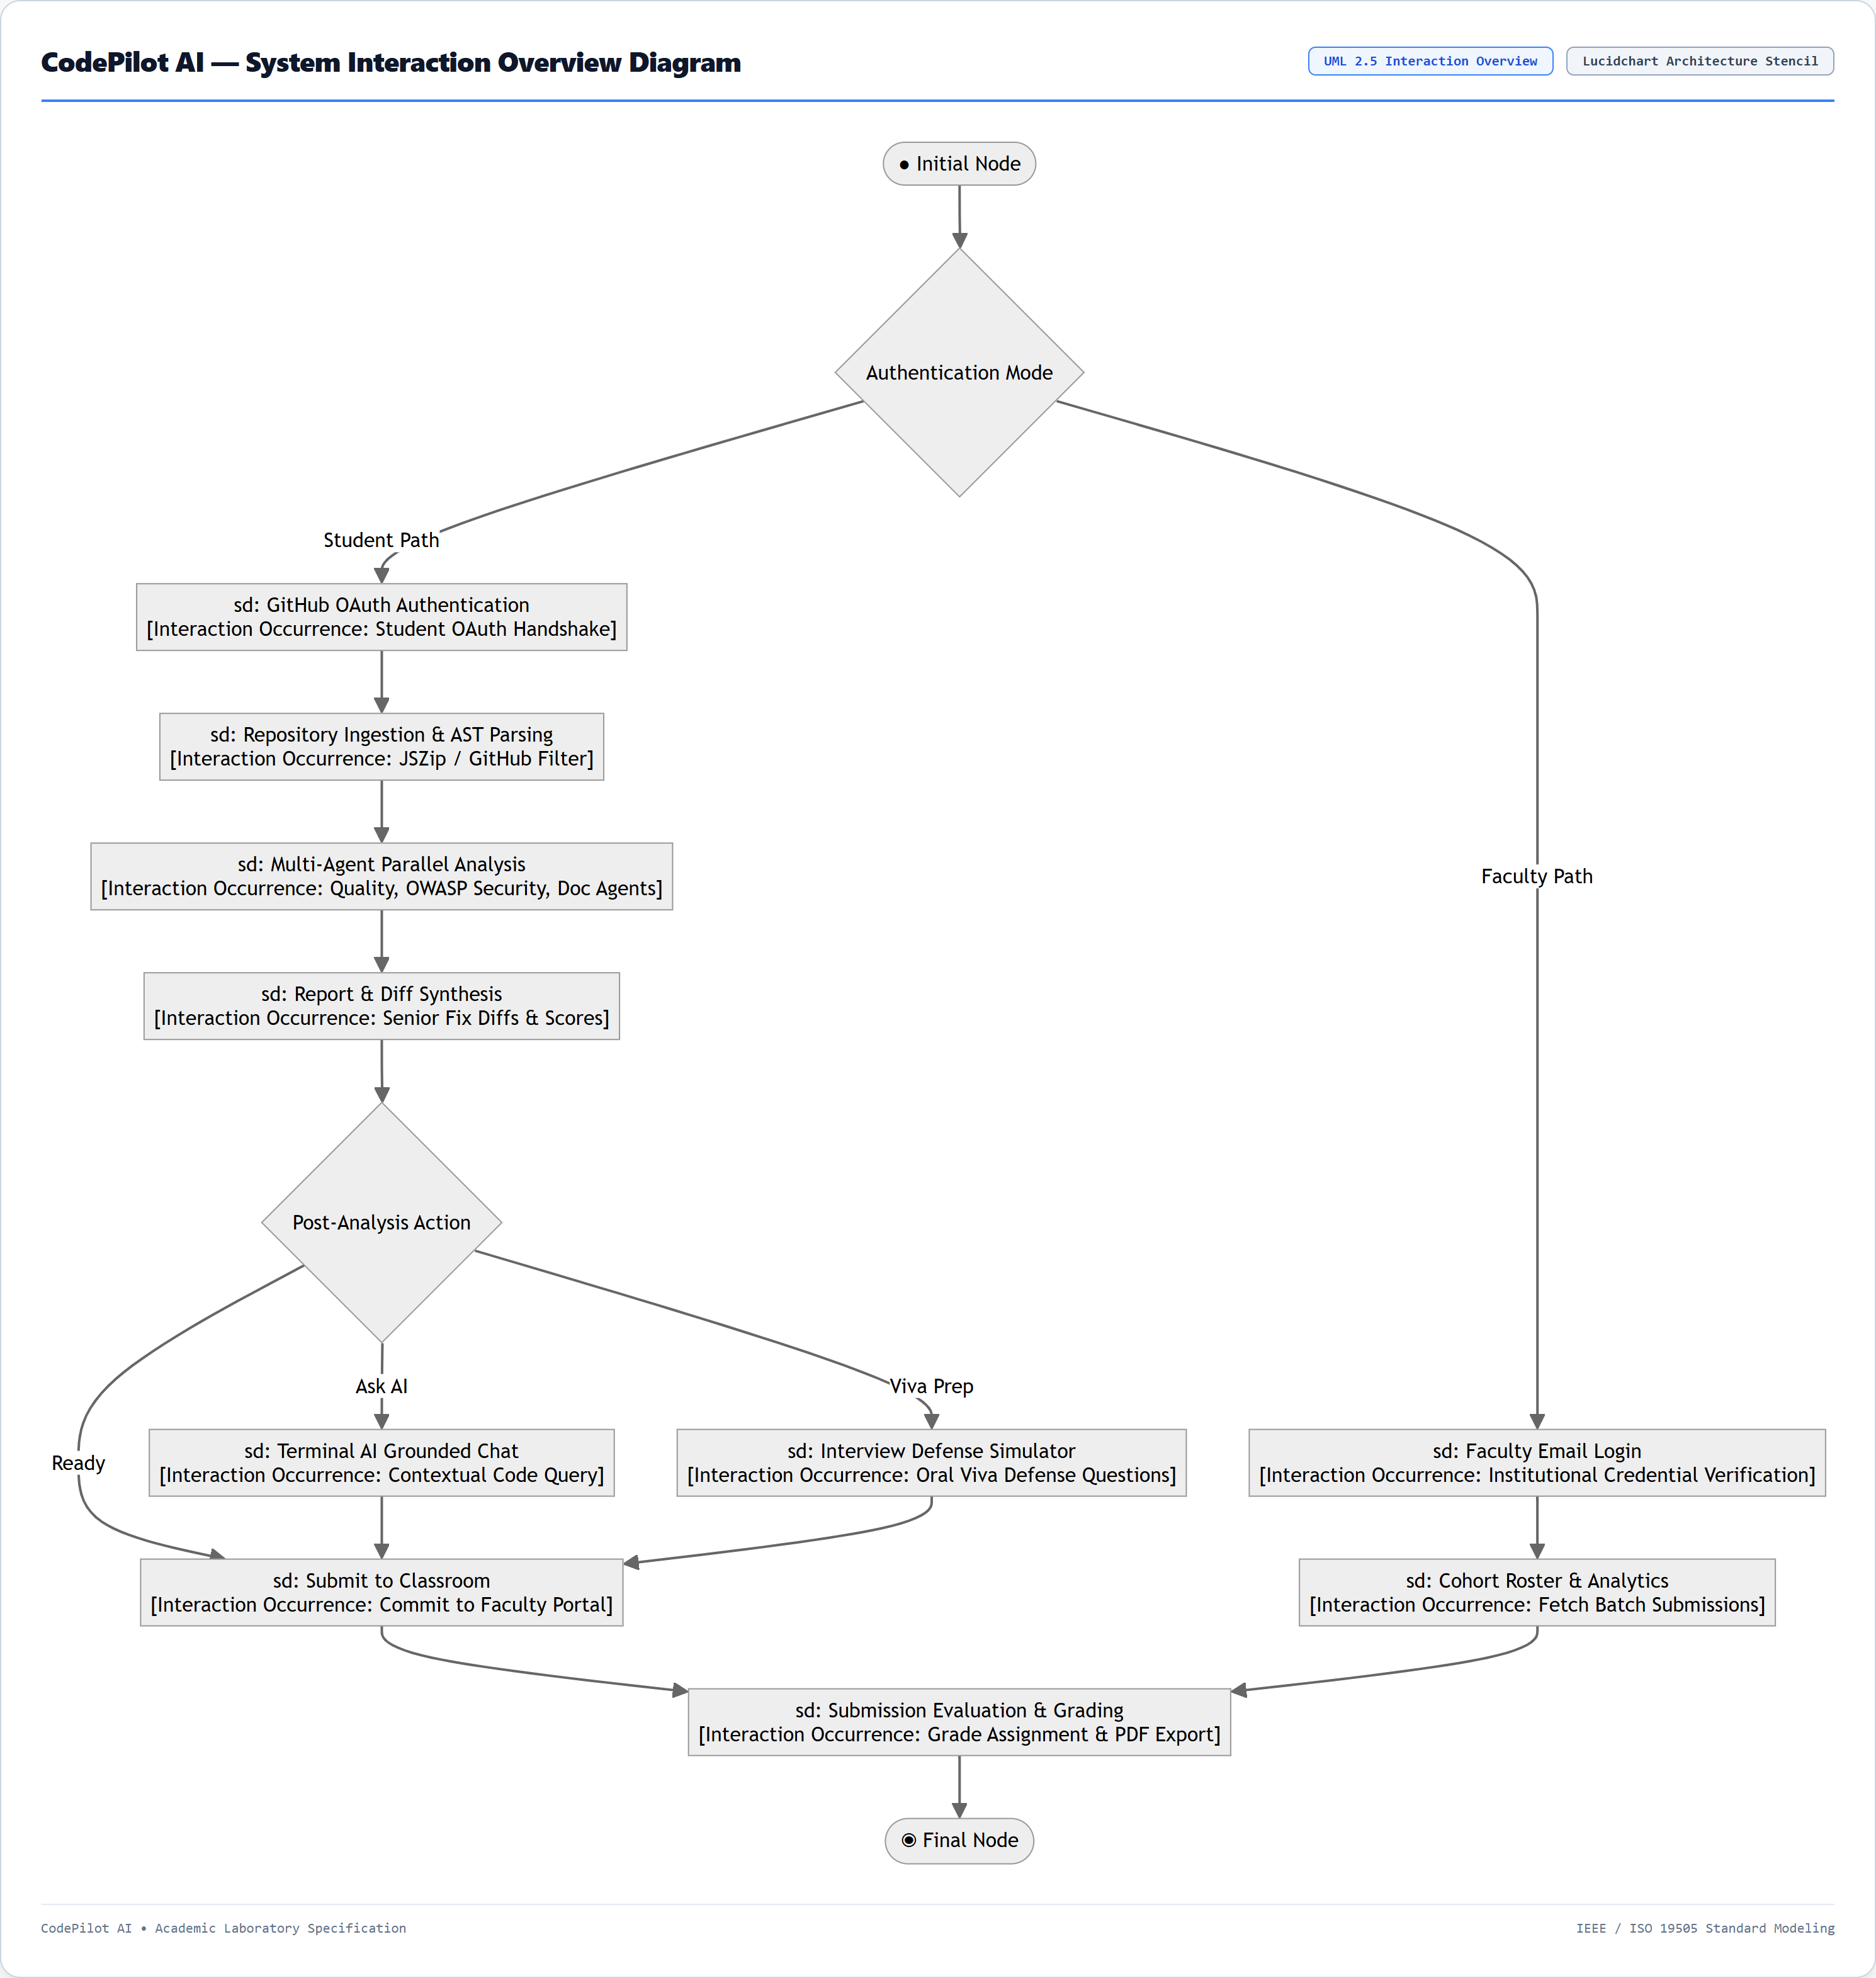 CodePilot AI — System Interaction Overview Diagram
UML 2.5 Interaction Overview
Lucidchart Architecture Stencil
● Initial Node
Authentication Mode
Student Path
sd: GitHub OAuth Authentication
[Interaction Occurrence: Student OAuth Handshake]
sd: Repository Ingestion & AST Parsing
[Interaction Occurrence: JSZip / GitHub Filter]
sd: Multi-Agent Parallel Analysis
[Interaction Occurrence: Quality, OWASP Security, Doc Agents]
Faculty Path
sd: Report & Diff Synthesis
[Interaction Occurrence: Senior Fix Diffs & Scores]
Post-Analysis Action
Ask AI
Viva Prep
Ready
sd: Terminal AI Grounded Chat
[Interaction Occurrence: Contextual Code Query]
sd: Interview Defense Simulator
[Interaction Occurrence: Oral Viva Defense Questions]
sd: Faculty Email Login
[Interaction Occurrence: Institutional Credential Verification]
sd: Submit to Classroom
[Interaction Occurrence: Commit to Faculty Portal]
sd: Cohort Roster & Analytics
[Interaction Occurrence: Fetch Batch Submissions]
sd: Submission Evaluation & Grading
[Interaction Occurrence: Grade Assignment & PDF Export]
◉ Final Node
CodePilot AI • Academic Laboratory Specification
IEEE / ISO 19505 Standard Modeling